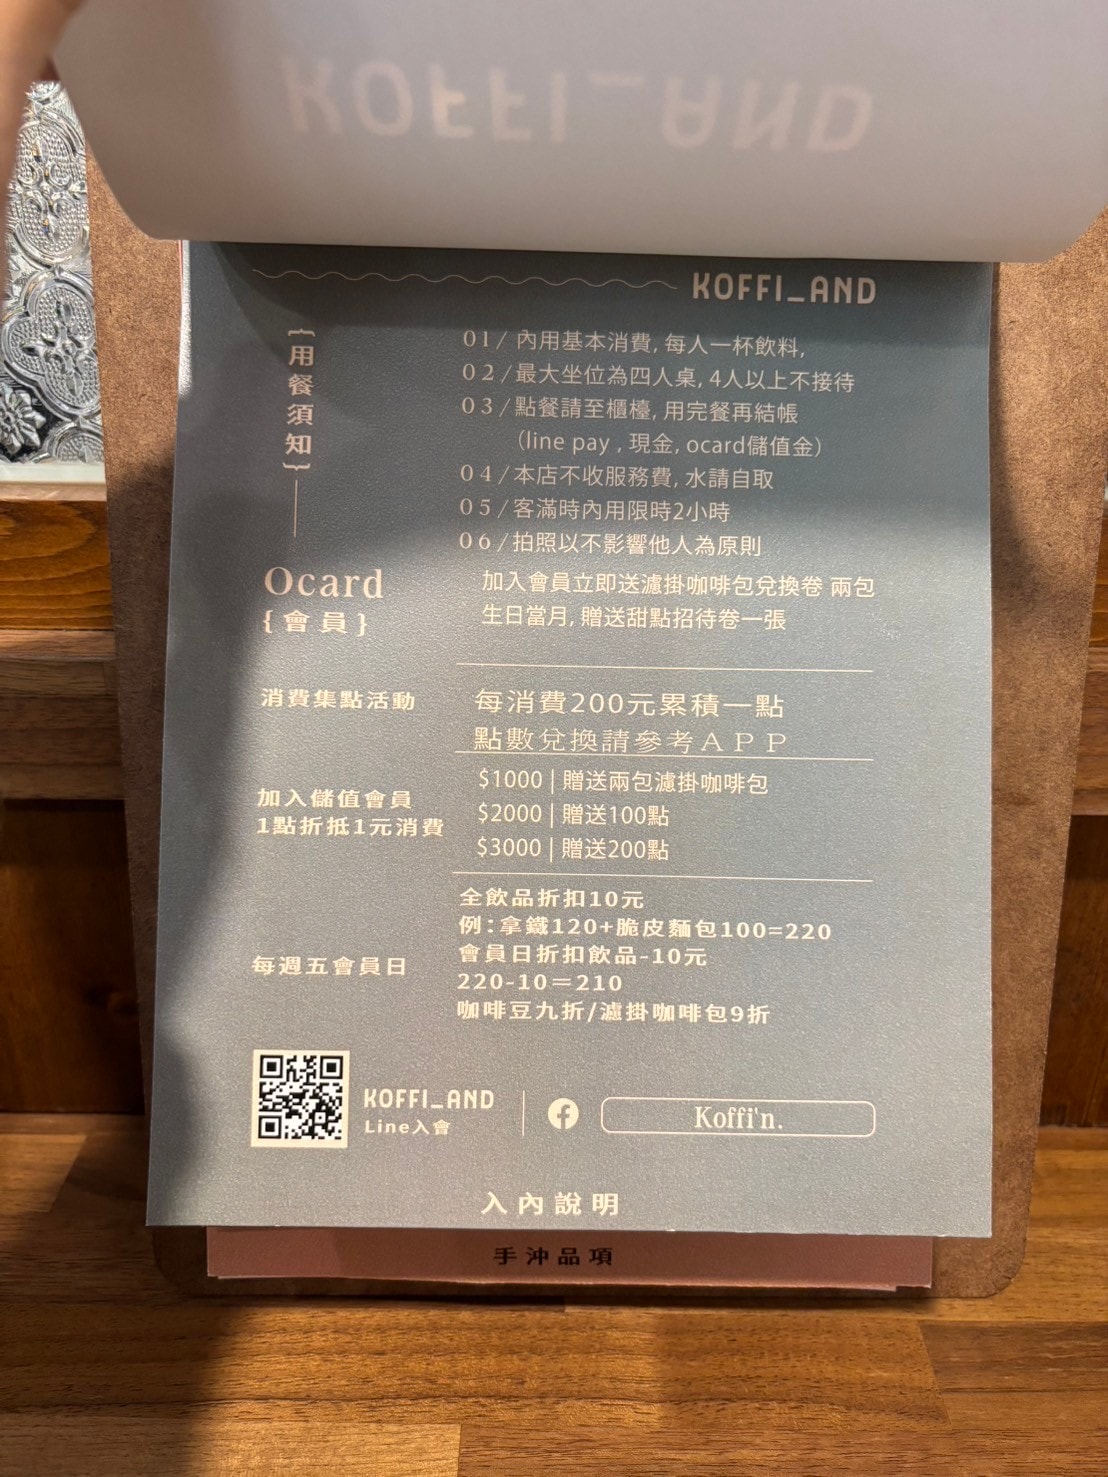 KOFFI_AND
KOFFI_AND
{用餐須知}
01/ 內用基本消費, 每人一杯飲料,
02/最大坐位為四人桌, 4人以上不接待
03/點餐請至櫃檯, 用完餐再結帳
（line pay , 現金, ocard儲值金）
04/本店不收服務費, 水請自取
05/客滿時內用限時2小時
06/拍照以不影響他人為原則
Ocard
{會員}
加入會員立即送濾掛咖啡包兌換卷 兩包
生日當月, 贈送甜點招待卷一張
消費集點活動
每消費200元累積一點
點數兌換請參考APP
加入儲值會員
1點折抵1元消費
$1000 | 贈送兩包濾掛咖啡包
$2000 | 贈送100點
$3000 | 贈送200點
每週五會員日
全飲品折扣10元
例:拿鐵120+脆皮麵包100=220
會員日折扣飲品-10元
220-10=210
咖啡豆九折/濾掛咖啡包9折
KOFFI_AND
Line入會
Koffi'n.
入內說明
手沖品項